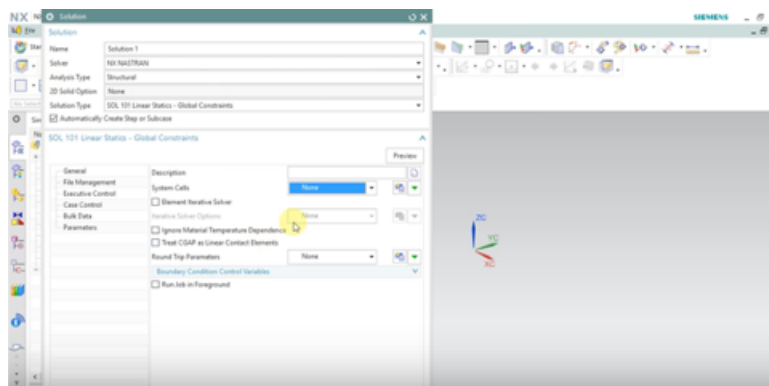 NX
Solution
SIEMENS
Solution
Name Solution 1
Solver NX NASTRAN
Analysis Type Structural
2D Solid Option None
Solution Type SOL 101 Linear Statics - Global Constraints
Automatically Create Step or Subcase
SOL 101 Linear Statics - Global Constraints
Preview
General
File Management
Executive Control
Case Control
Bulk Data
Parameters
Description
System Cells None
Element Iterative Solver
Iterative Solver Options None
Ignore Material Temperature Dependence
Treat CGAP as Linear Contact Elements
Round Trip Parameters None
Boundary Condition Control Variables
Run Job in Foreground
ZC
YC
XC